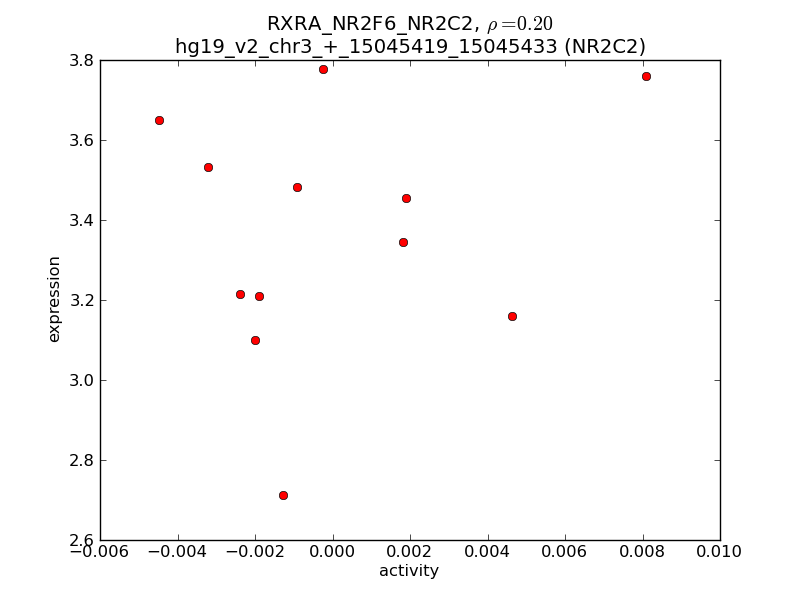 RXRA_NR2F6_NR2C2, ρ=0.20
hg19_v2_chr3_+_15045419_15045433 (NR2C2)
3.8
3.6
3.4
3.2
3.0
2.8
2.6
expression
−0.006 −0.004 −0.002 0.000 0.002 0.004 0.006 0.008 0.010
activity